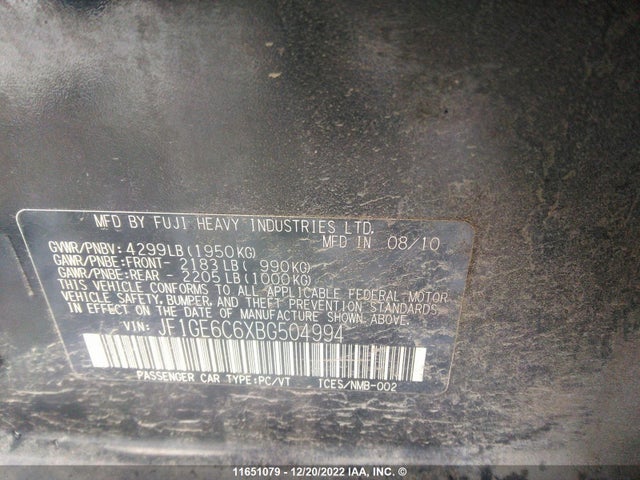 MFD BY FUJI HEAVY INDUSTRIES LTD.
MFD IN 08/10
GVWR/PNBV: 4299LB(1950KG)
GAWR/PNBE:FRONT- 2183LB( 990KG)
GAWR/PNBE:REAR - 2205LB(1000KG)
THIS VEHICLE CONFORMS TO ALL APPLICABLE FEDERAL MOTOR
VEHICLE SAFETY, BUMPER, AND THEFT PREVENTION STANDARDS
IN EFFECT ON THE DATE OF MANUFACTURE SHOWN ABOVE.
VIN: JF1GE6C6XBG504994
PASSENGER CAR TYPE:PC/VT ICES/NMB-002
11651079 - 12/20/2022 IAA, INC. ©